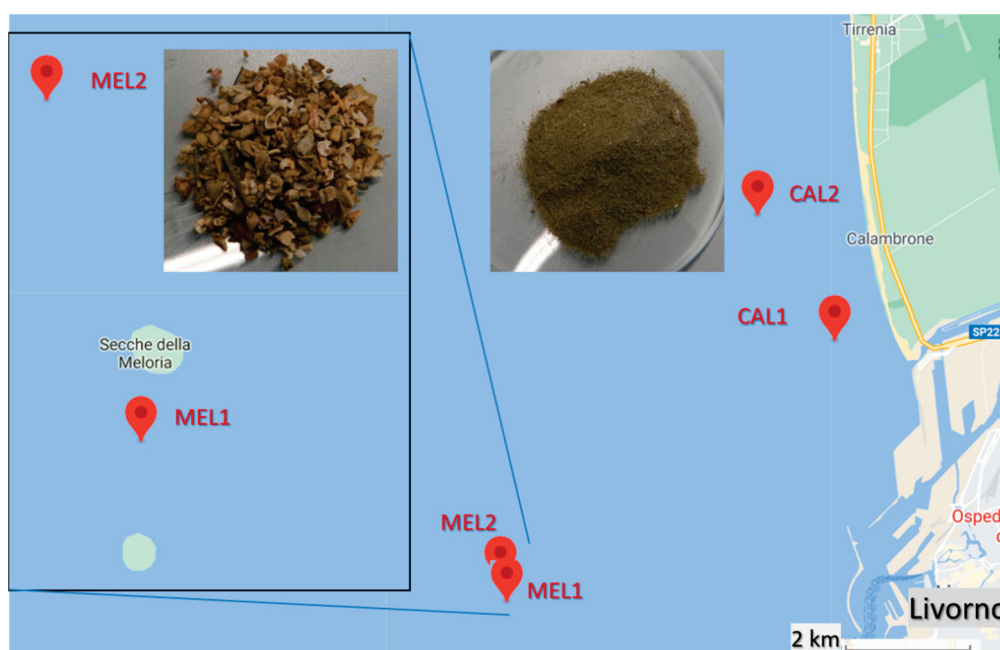 Tirrenia
MEL2
CAL2
Calambrone
CAL1
SP22
Secche della
Meloria
MEL1
MEL2
Osped
MEL1
Livorno
2 km